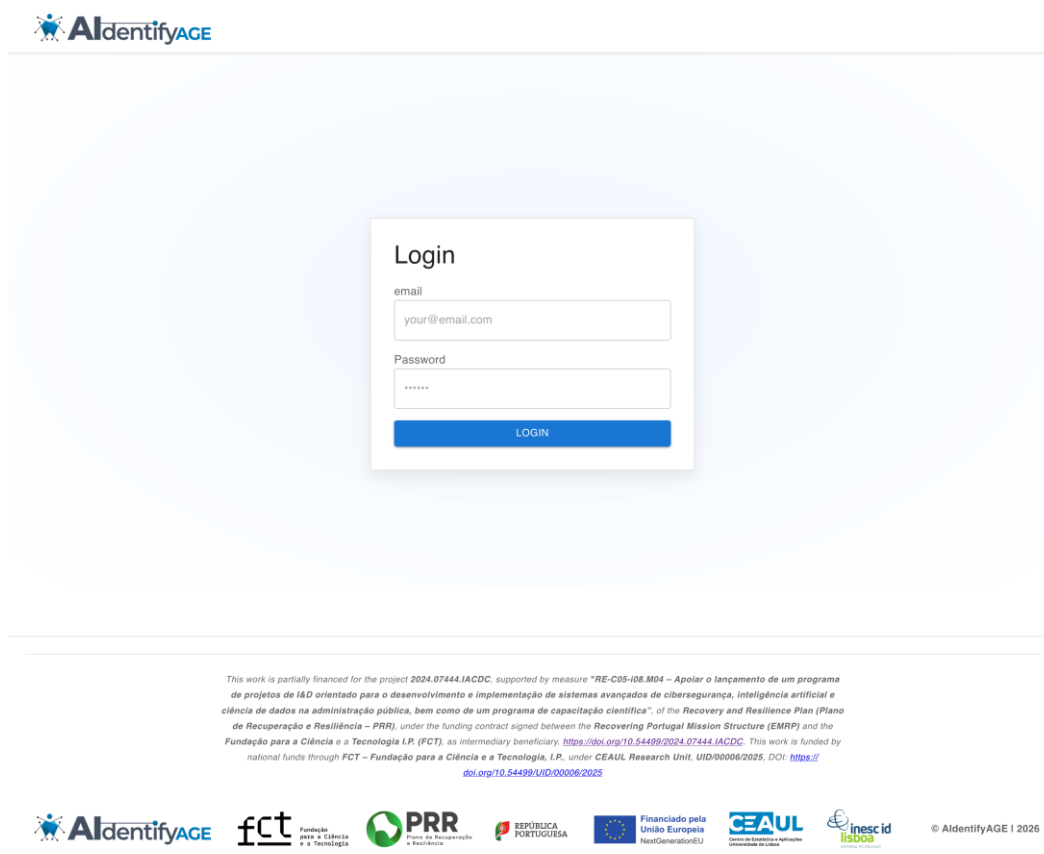 AIdentifyAGE
Login
email
your@email.com
Password
••••••
LOGIN
This work is partially financed for the project 2024.07444.IACDC, supported by measure "RE-C05-i08.M04 – Apoiar o lançamento de um programa
de projetos de I&D orientado para o desenvolvimento e implementação de sistemas avançados de cibersegurança, inteligência artificial e
ciência de dados na administração pública, bem como de um programa de capacitação científica", of the Recovery and Resilience Plan (Plano
de Recuperação e Resiliência – PRR), under the funding contract signed between the Recovering Portugal Mission Structure (EMRP) and the
Fundação para a Ciência e a Tecnologia I.P. (FCT), as intermediary beneficiary. https://doi.org/10.54499/2024.07444.IACDC. This work is funded by
national funds through FCT – Fundação para a Ciência e a Tecnologia, I.P., under CEAUL Research Unit, UID/00006/2025, DOI: https://
doi.org/10.54499/UID/00006/2025
AIdentifyAGE
fct Fundação
para a Ciência
e a Tecnologia
PRR
Plano de Recuperação
e Resiliência
REPÚBLICA
PORTUGUESA
Financiado pela
União Europeia
NextGenerationEU
CEAUL
Centro de Estatística e Aplicações
Universidade de Lisboa
inesc id
lisboa
© AIdentifyAGE | 2026